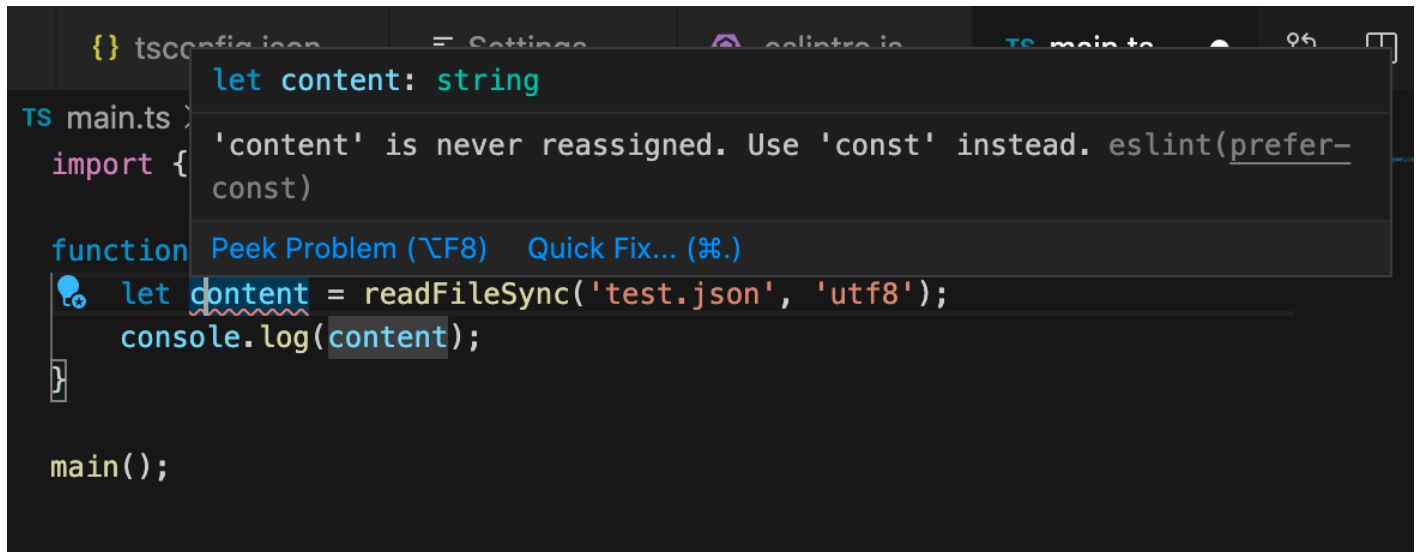 {} tsconfig.json Settings eslintrc.js TS main.ts
let content: string
TS main.ts
'content' is never reassigned. Use 'const' instead. eslint(prefer-
const)
import {
Peek Problem (⌥F8) Quick Fix... (⌘.)
function
let content = readFileSync('test.json', 'utf8');
console.log(content);
}
main();